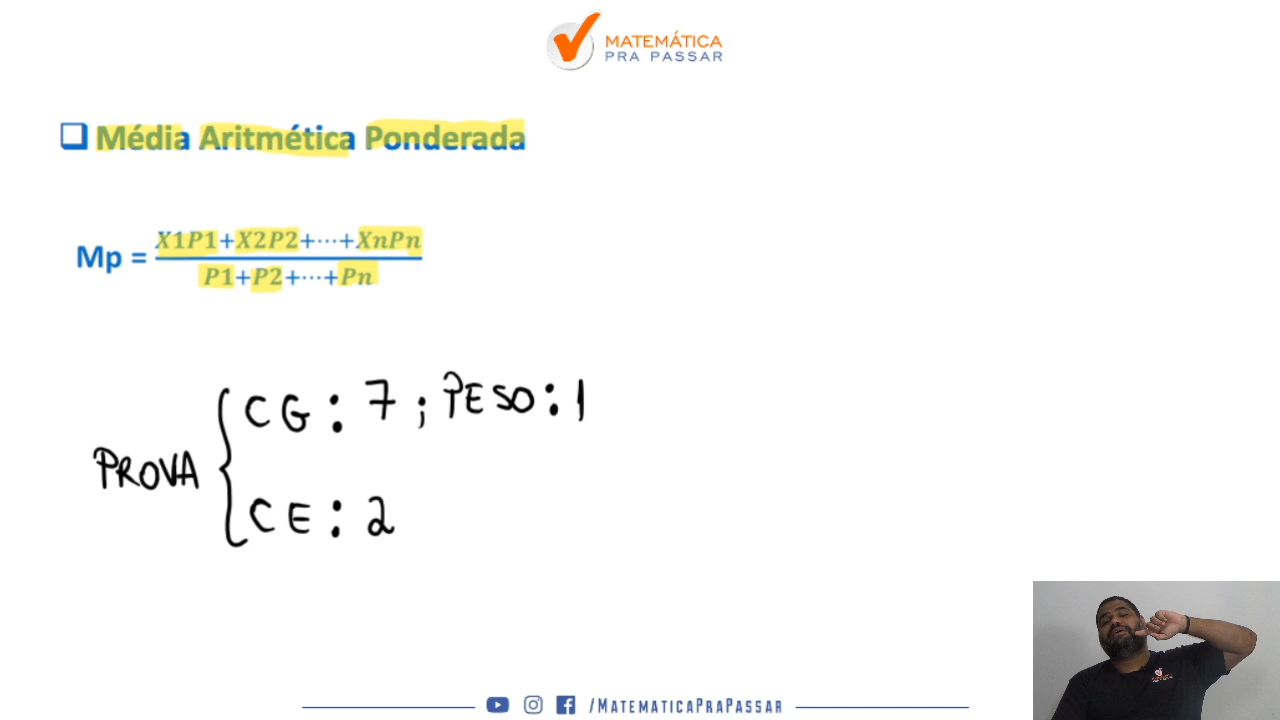 MATEMÁTICA
PRA PASSAR
Média Aritmética Ponderada
Mp = X1P1+X2P2+⋯+XnPn
P1+P2+⋯+Pn
CG : 7 ; PESO : 1
PROVA
CE : 2
/MATEMATICAPRAPASSAR